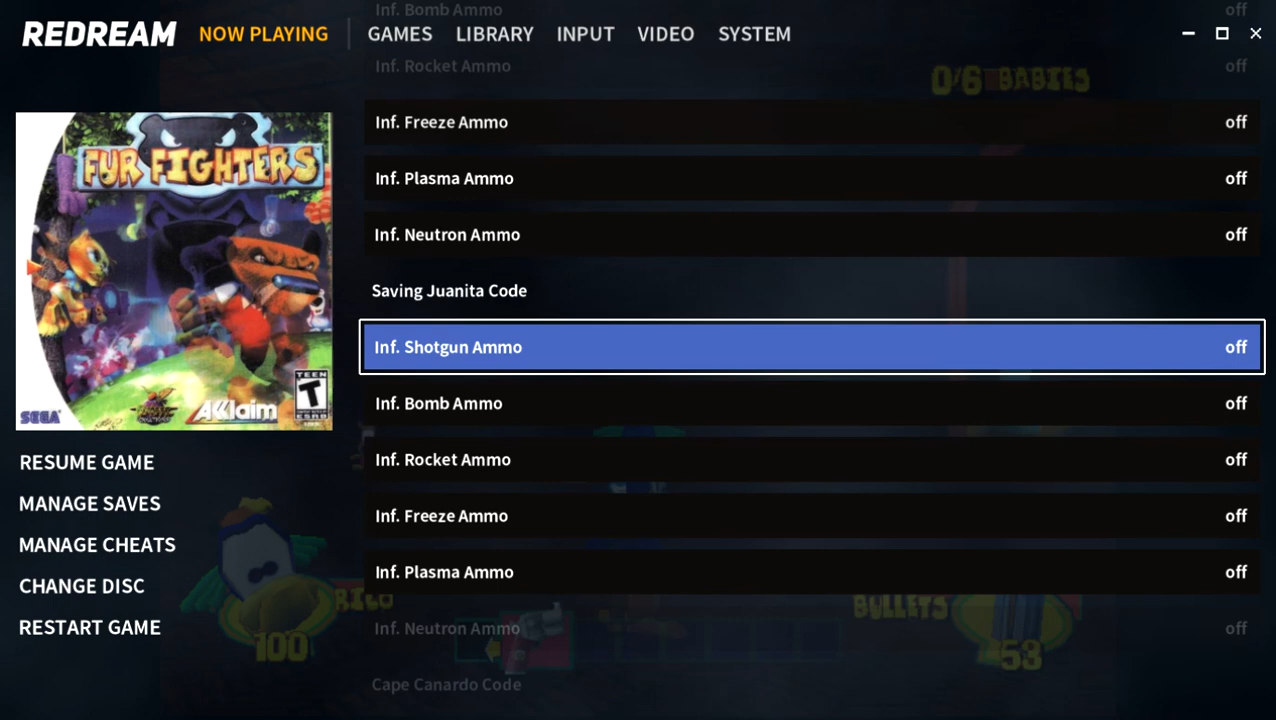 Inf. Bomb Ammo off
REDREAM NOW PLAYING GAMES LIBRARY INPUT VIDEO SYSTEM
Inf. Rocket Ammo off
0/6 BABIES
Inf. Freeze Ammo off
FUR FIGHTERS
Inf. Plasma Ammo off
Inf. Neutron Ammo off
Saving Juanita Code
Inf. Shotgun Ammo off
TEEN
T
ESRB
Inf. Bomb Ammo off
SEGA
AKklaim
Inf. Rocket Ammo off
RESUME GAME
MANAGE SAVES
Inf. Freeze Ammo off
MANAGE CHEATS
Inf. Plasma Ammo off
CHANGE DISC
RICO
BULLETS
RESTART GAME
Inf. Neutron Ammo off
100
53
Cape Canardo Code